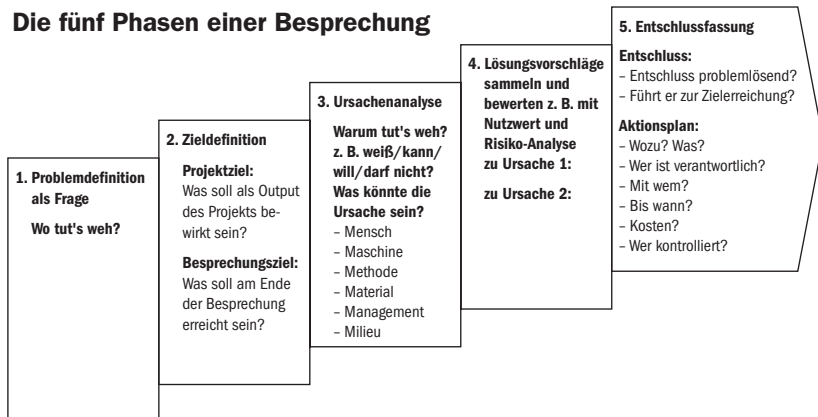 Die fünf Phasen einer Besprechung
1. Problemdefinition
als Frage
Wo tut's weh?
2. Zieldefinition
Projektziel:
Was soll als Output
des Projekts be-
wirkt sein?
Besprechungsziel:
Was soll am Ende
der Besprechung
erreicht sein?
3. Ursachenanalyse
Warum tut's weh?
z. B. weiß/kann/
will/darf nicht?
Was könnte die
Ursache sein?
– Mensch
– Maschine
– Methode
– Material
– Management
– Milieu
4. Lösungsvorschläge
sammeln und
bewerten z. B. mit
Nutzwert und
Risiko-Analyse
zu Ursache 1:
zu Ursache 2:
5. Entschlussfassung
Entschluss:
– Entschluss problemlösend?
– Führt er zur Zielerreichung?
Aktionsplan:
– Wozu? Was?
– Wer ist verantwortlich?
– Mit wem?
– Bis wann?
– Kosten?
– Wer kontrolliert?